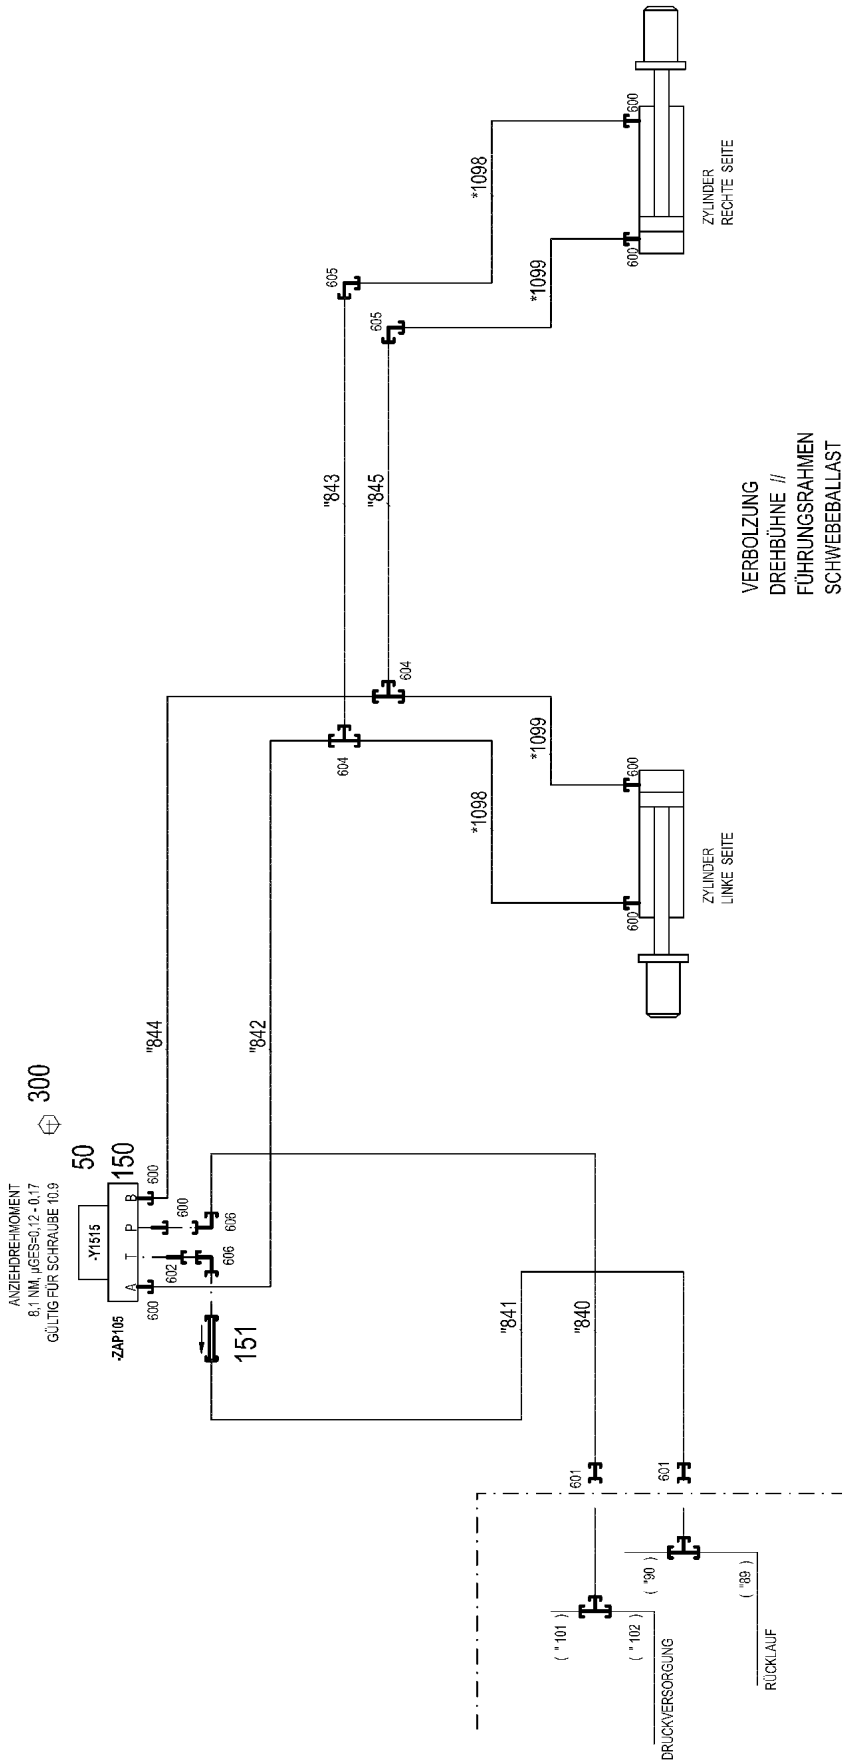 ANZIEHDREHMOMENT
8,1 NM, µGES=0,12 - 0,17
GÜLTIG FÜR SCHRAUBE 10.9
300
50
150
-Y1515
-ZAP105
A
T
P
B
600
600
600
602
606
606
151
"844
"842
"843
"845
604
604
605
605
*1098
*1099
*1098
*1099
600
600
600
600
ZYLINDER
RECHTE SEITE
ZYLINDER
LINKE SEITE
VERBOLZUNG
DREHBÜHNE //
FÜHRUNGSRAHMEN
SCHWEBEBALLAST
"841
"840
601
601
( "101 )
( "102 )
( "90 )
( "89 )
DRUCKVERSORGUNG
RÜCKLAUF